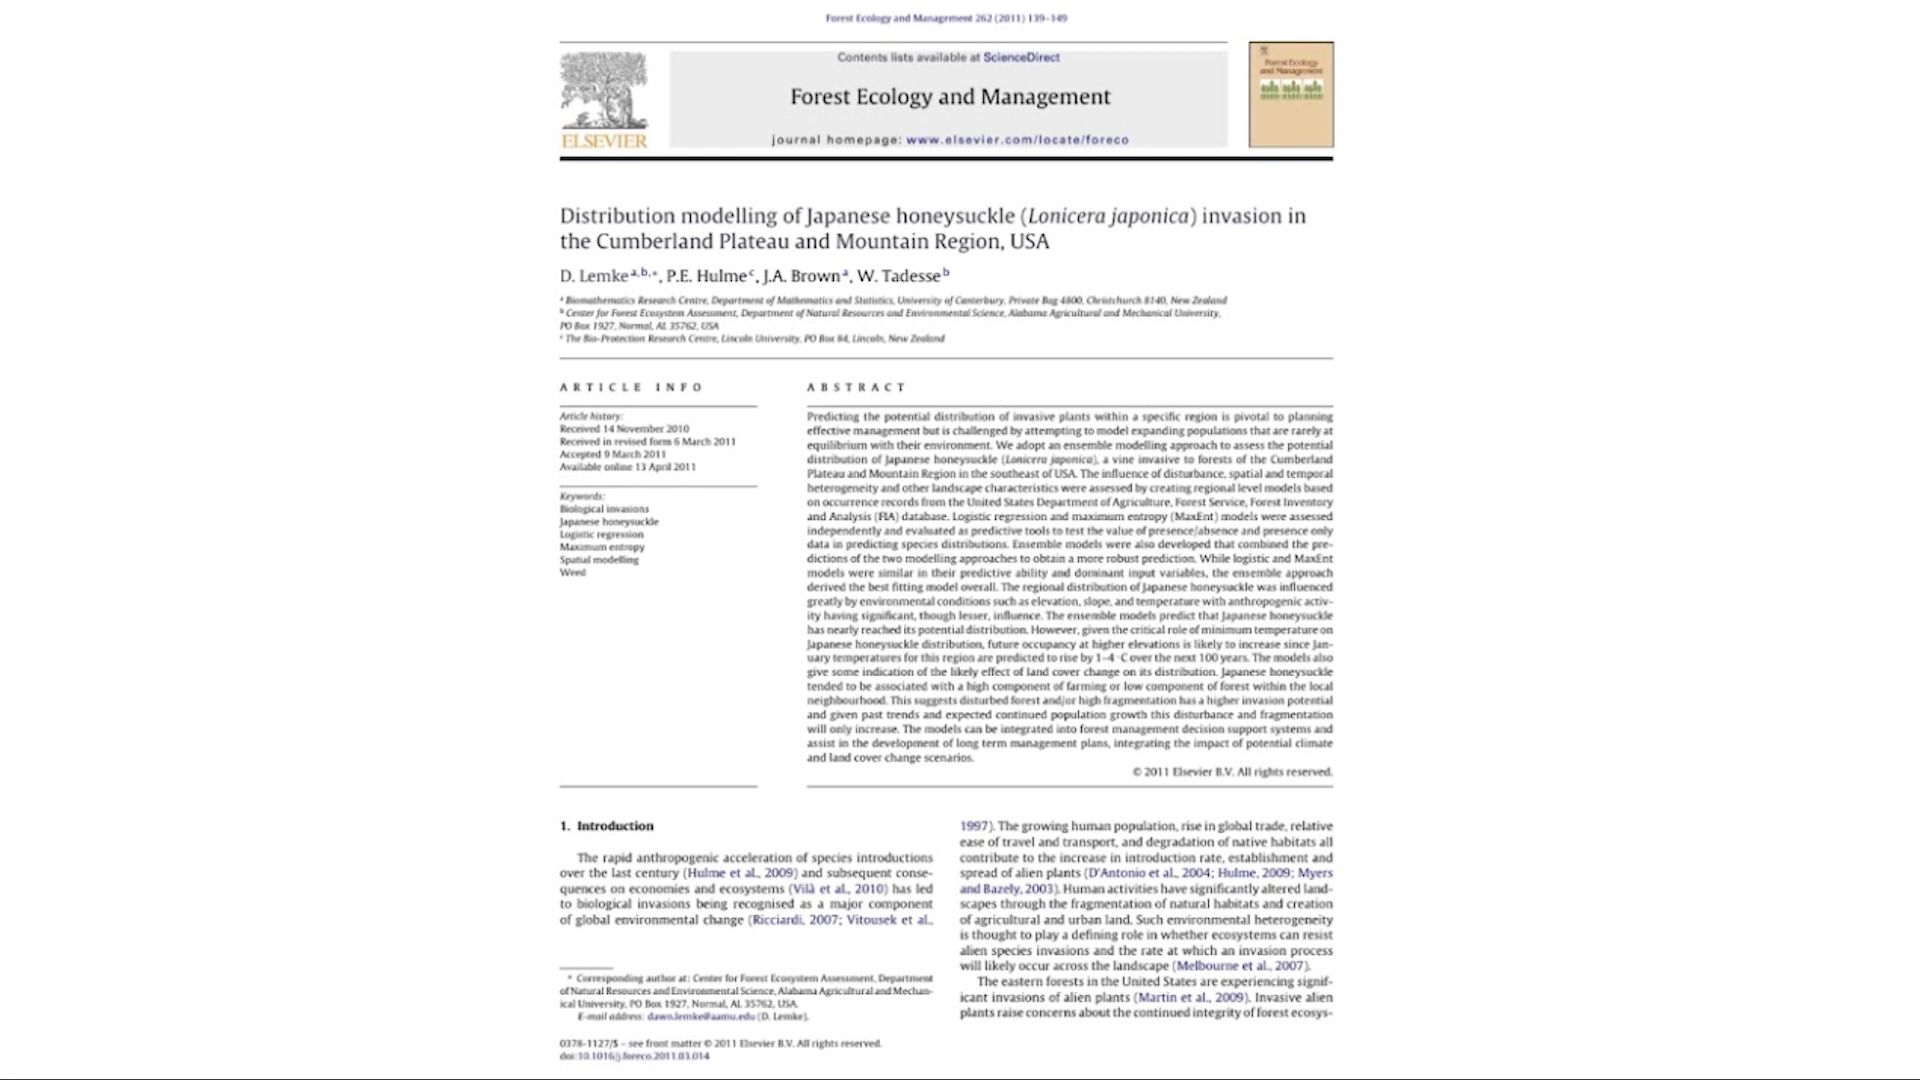 Forest Ecology and Management 262 (2011) 139–149
Contents lists available at ScienceDirect
Forest Ecology and Management
journal homepage: www.elsevier.com/locate/foreco
ELSEVIER
Forest Ecology
and Management
Distribution modelling of Japanese honeysuckle (Lonicera japonica) invasion in
the Cumberland Plateau and Mountain Region, USA
D. Lemke a,b,*, P.E. Hulme c, J.A. Brown a, W. Tadesse b
a Biomathematics Research Centre, Department of Mathematics and Statistics, University of Canterbury, Private Bag 4800, Christchurch 8140, New Zealand
b Center for Forest Ecosystem Assessment, Department of Natural Resources and Environmental Science, Alabama Agricultural and Mechanical University,
PO Box 1927, Normal, AL 35762, USA
c The Bio-Protection Research Centre, Lincoln University, PO Box 84, Lincoln, New Zealand
ARTICLE INFO
Article history:
Received 14 November 2010
Received in revised form 6 March 2011
Accepted 9 March 2011
Available online 13 April 2011
Keywords:
Biological invasions
Japanese honeysuckle
Logistic regression
Maximum entropy
Spatial modelling
Weed
ABSTRACT
Predicting the potential distribution of invasive plants within a specific region is pivotal to planning
effective management but is challenged by attempting to model expanding populations that are rarely at
equilibrium with their environment. We adopt an ensemble modelling approach to assess the potential
distribution of Japanese honeysuckle (Lonicera japonica), a vine invasive to forests of the Cumberland
Plateau and Mountain Region in the southeast of USA. The influence of disturbance, spatial and temporal
heterogeneity and other landscape characteristics were assessed by creating regional level models based
on occurrence records from the United States Department of Agriculture, Forest Service, Forest Inventory
and Analysis (FIA) database. Logistic regression and maximum entropy (MaxEnt) models were assessed
independently and evaluated as predictive tools to test the value of presence/absence and presence only
data in predicting species distributions. Ensemble models were also developed that combined the pre-
dictions of the two modelling approaches to obtain a more robust prediction. While logistic and MaxEnt
models were similar in their predictive ability and dominant input variables, the ensemble approach
derived the best fitting model overall. The regional distribution of Japanese honeysuckle was influenced
greatly by environmental conditions such as elevation, slope, and temperature with anthropogenic activ-
ity having significant, though lesser, influence. The ensemble models predict that Japanese honeysuckle
has nearly reached its potential distribution. However, given the critical role of minimum temperature on
Japanese honeysuckle distribution, future occupancy at higher elevations is likely to increase since Jan-
uary temperatures for this region are predicted to rise by 1–4 °C over the next 100 years. The models also
give some indication of the likely effect of land cover change on its distribution. Japanese honeysuckle
tended to be associated with a high component of farming or low component of forest within the local
neighbourhood. This suggests disturbed forest and/or high fragmentation has a higher invasion potential
and given past trends and expected continued population growth this disturbance and fragmentation
will only increase. The models can be integrated into forest management decision support systems and
assist in the development of long term management plans, integrating the impact of potential climate
and land cover change scenarios.
© 2011 Elsevier B.V. All rights reserved.
1. Introduction
The rapid anthropogenic acceleration of species introductions
over the last century (Hulme et al., 2009) and subsequent conse-
quences on economies and ecosystems (Vilà et al., 2010) has led
to biological invasions being recognised as a major component
of global environmental change (Ricciardi, 2007; Vitousek et al.,
* Corresponding author at: Center for Forest Ecosystem Assessment, Department
of Natural Resources and Environmental Science, Alabama Agricultural and Mechan-
ical University, PO Box 1927, Normal, AL 35762, USA.
E-mail address: dawn.lemke@aamu.edu (D. Lemke).
0378-1127/$ – see front matter © 2011 Elsevier B.V. All rights reserved.
doi:10.1016/j.foreco.2011.03.014
1997). The growing human population, rise in global trade, relative
ease of travel and transport, and degradation of native habitats all
contribute to the increase in introduction rate, establishment and
spread of alien plants (D'Antonio et al., 2004; Hulme, 2009; Myers
and Bazely, 2003). Human activities have significantly altered land-
scapes through the fragmentation of natural habitats and creation
of agricultural and urban land. Such environmental heterogeneity
is thought to play a defining role in whether ecosystems can resist
alien species invasions and the rate at which an invasion process
will likely occur across the landscape (Melbourne et al., 2007).
The eastern forests in the United States are experiencing signif-
icant invasions of alien plants (Martin et al., 2009). Invasive alien
plants raise concerns about the continued integrity of forest ecosys-